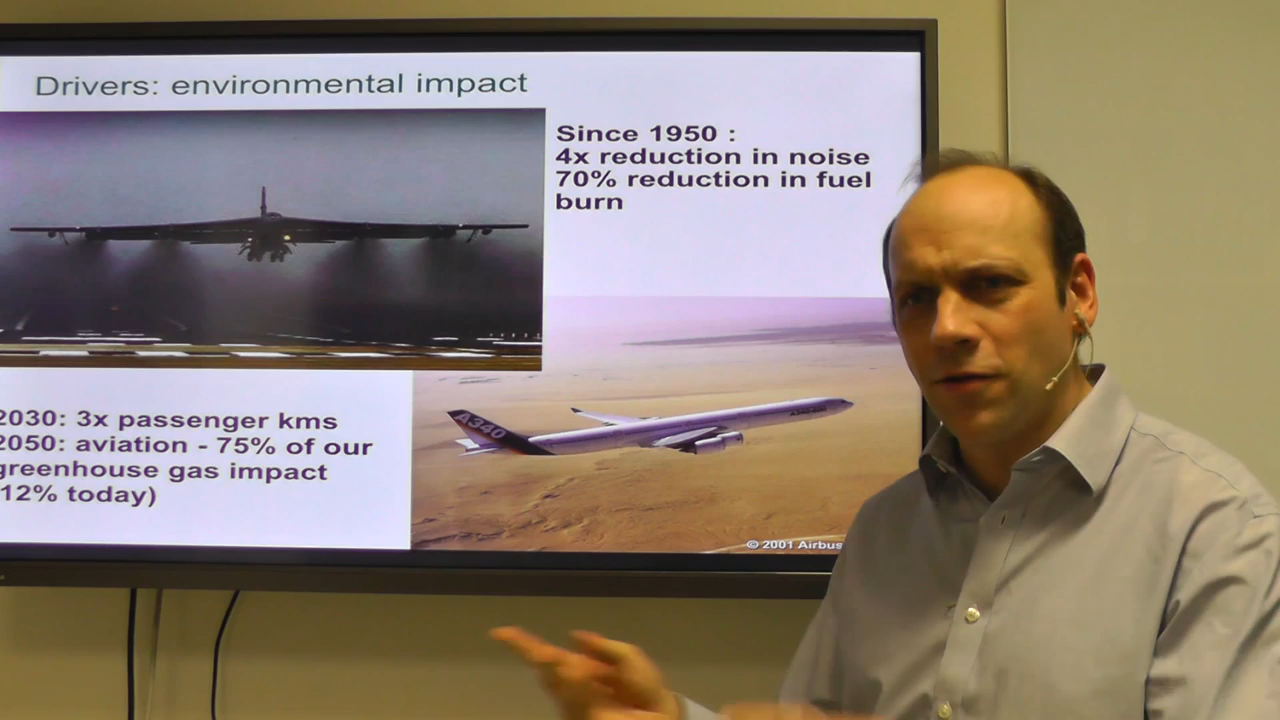 Drivers: environmental impact
Since 1950 :
4x reduction in noise
70% reduction in fuel
burn
2030: 3x passenger kms
2050: aviation - 75% of our
greenhouse gas impact
12% today)
A340
© 2001 Airbus